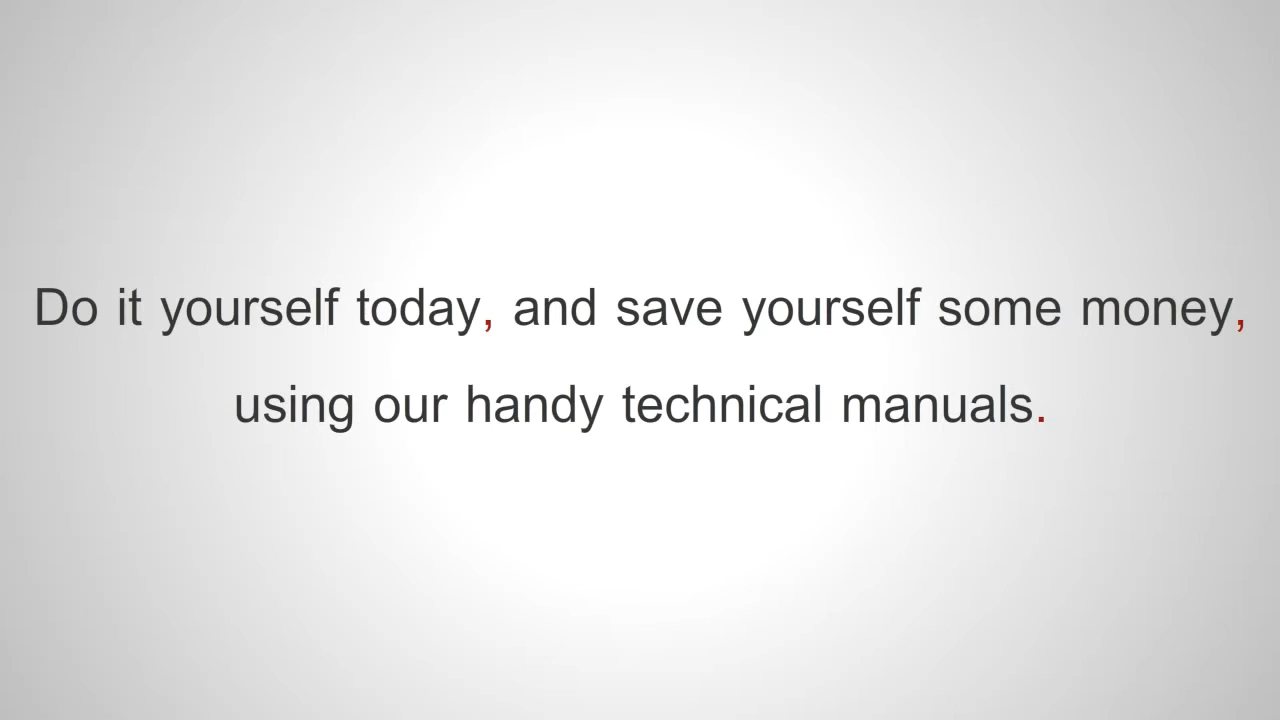 Do it yourself today, and save yourself some money,
using our handy technical manuals.